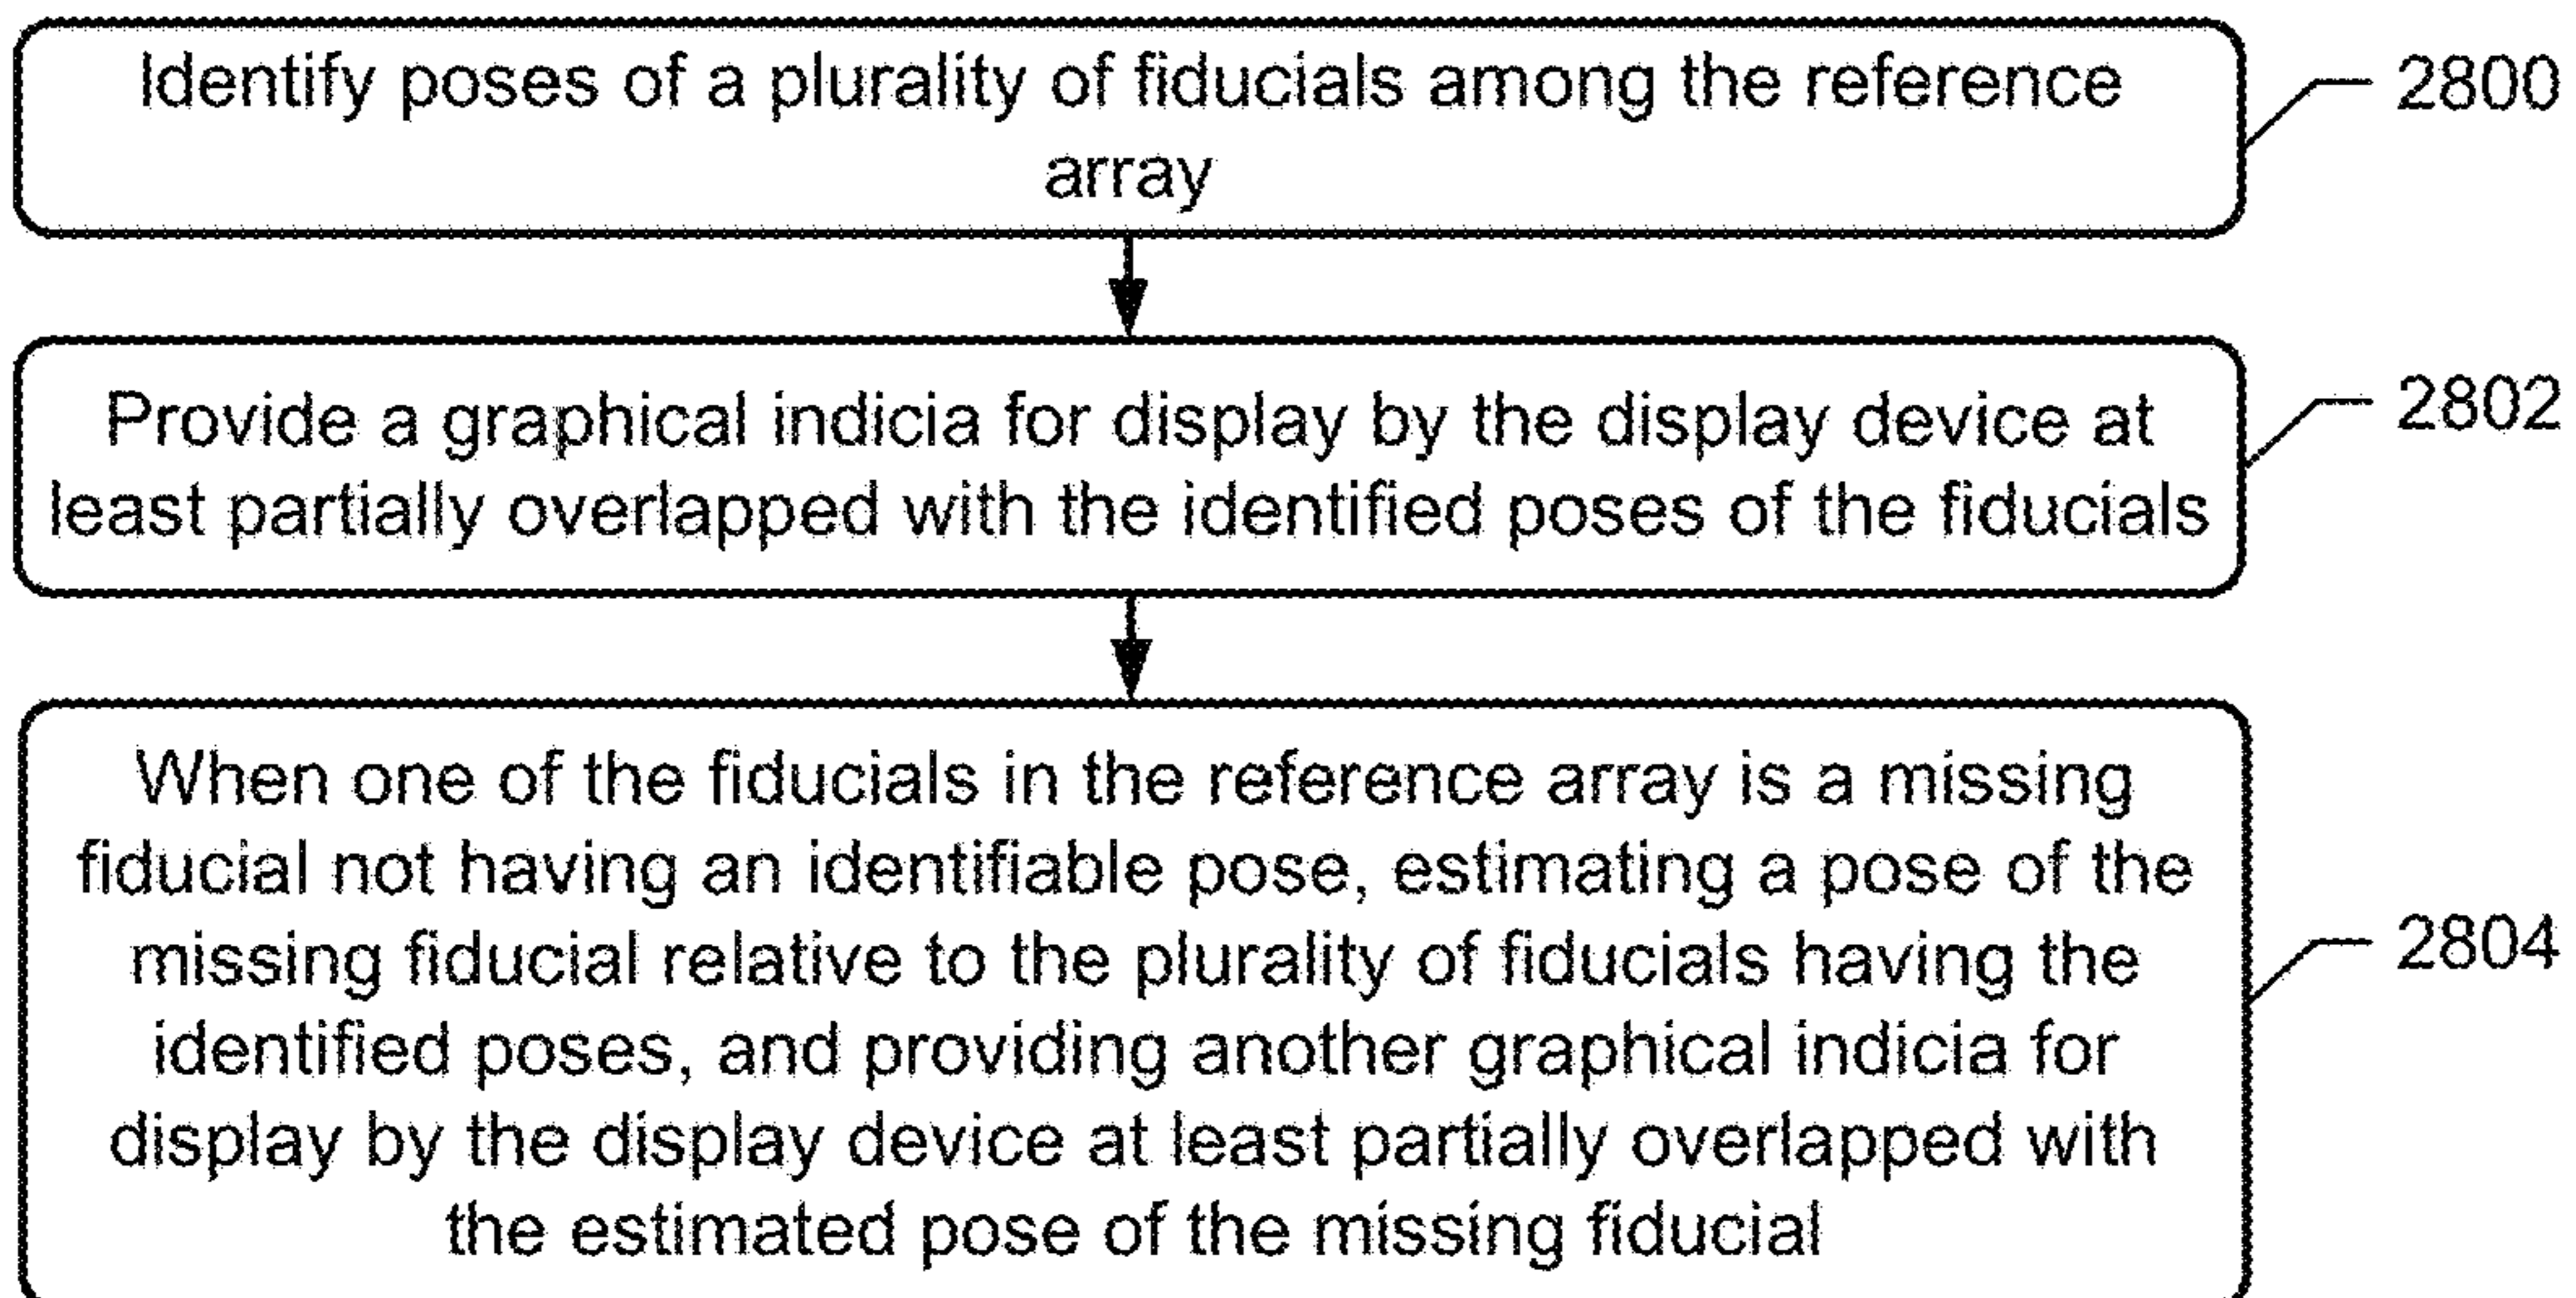 Identify poses of a plurality of fiducials among the reference
array
2800
Provide a graphical indicia for display by the display device at
least partially overlapped with the identified poses of the fiducials
2802
When one of the fiducials in the reference array is a missing
fiducial not having an identifiable pose, estimating a pose of the
missing fiducial relative to the plurality of fiducials having the
identified poses, and providing another graphical indicia for
display by the display device at least partially overlapped with
the estimated pose of the missing fiducial
2804